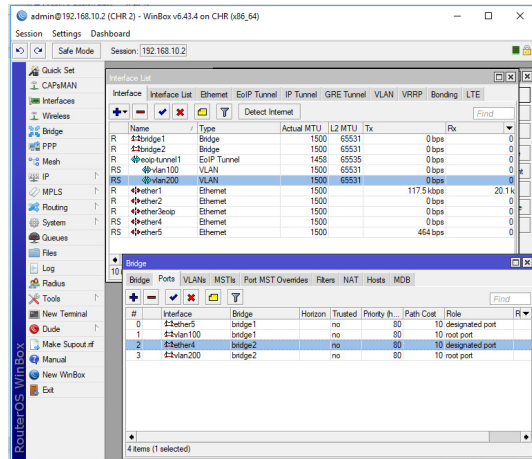 admin@192.168.10.2 (CHR 2) - WinBox v6.43.4 on CHR (x86_64)
Session Settings Dashboard
Safe Mode Session: 192.168.10.2
Quick Set
CAPsMAN
Interfaces
Wireless
Bridge
PPP
Mesh
IP
MPLS
Routing
System
Queues
Files
Log
Radius
Tools
New Terminal
Dude
Make Supout.rif
Manual
New WinBox
Exit
RouterOS WinBox
Interface List
Interface Interface List Ethernet EoIP Tunnel IP Tunnel GRE Tunnel VLAN VRRP Bonding LTE
Detect Internet Find
Name / Type Actual MTU L2 MTU Tx Rx
R bridge1 Bridge 1500 65531 0 bps 0
R bridge2 Bridge 1500 65531 0 bps 0
R eoip-tunnel1 EoIP Tunnel 1458 65535 0 bps 0
RS vlan100 VLAN 1500 65531 0 bps 0
RS vlan200 VLAN 1500 65531 0 bps 0
R ether1 Ethernet 1500 117.5 kbps 20.1 k
R ether2 Ethernet 1500 0 bps 0
R ether3eoip Ethernet 1500 0 bps 0
RS ether4 Ethernet 1500 0 bps 0
RS ether5 Ethernet 1500 464 bps 0
Bridge
Bridge Ports VLANs MSTIs Port MST Overrides Filters NAT Hosts MDB
Find
# Interface Bridge Horizon Trusted Priority (h... Path Cost Role
0 ether5 bridge1 no 80 10 designated port
1 vlan100 bridge1 no 80 10 root port
2 ether4 bridge2 no 80 10 designated port
3 vlan200 bridge2 no 80 10 root port
4 items (1 selected)